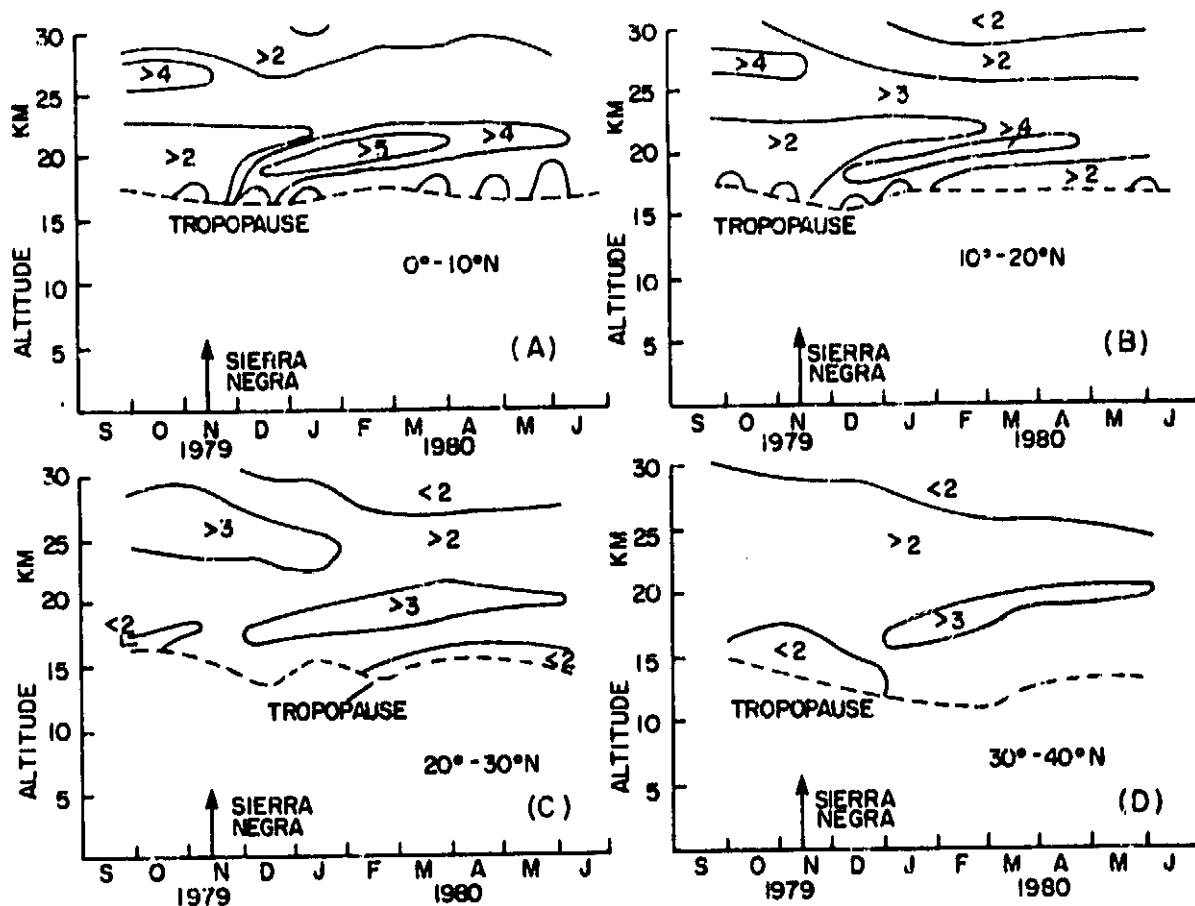 30
25
20
15
10
5
ALTITUDE KM
>2
>4
>2
>5
>4
TROPOPAUSE
0°-10°N
(A)
SIERRA
NEGRA
S O N D J F M A M J
1979 1980
30
25
20
15
10
5
ALTITUDE KM
<2
>2
>4
>3
>2
>4
>2
TROPOPAUSE
10°-20°N
(B)
SIERRA
NEGRA
S O N D J F M A M J
1979 1980
30
25
20
15
10
5
ALTITUDE KM
<2
>3
>2
>3
<2
<2
TROPOPAUSE
20°-30°N
(C)
SIERRA
NEGRA
S O N D J F M A M J
1979 1980
30
25
20
15
10
5
ALTITUDE KM
<2
>2
>3
<2
TROPOPAUSE
30°-40°N
(D)
SIERRA
NEGRA
S O N D J F M A M J
1979 1980